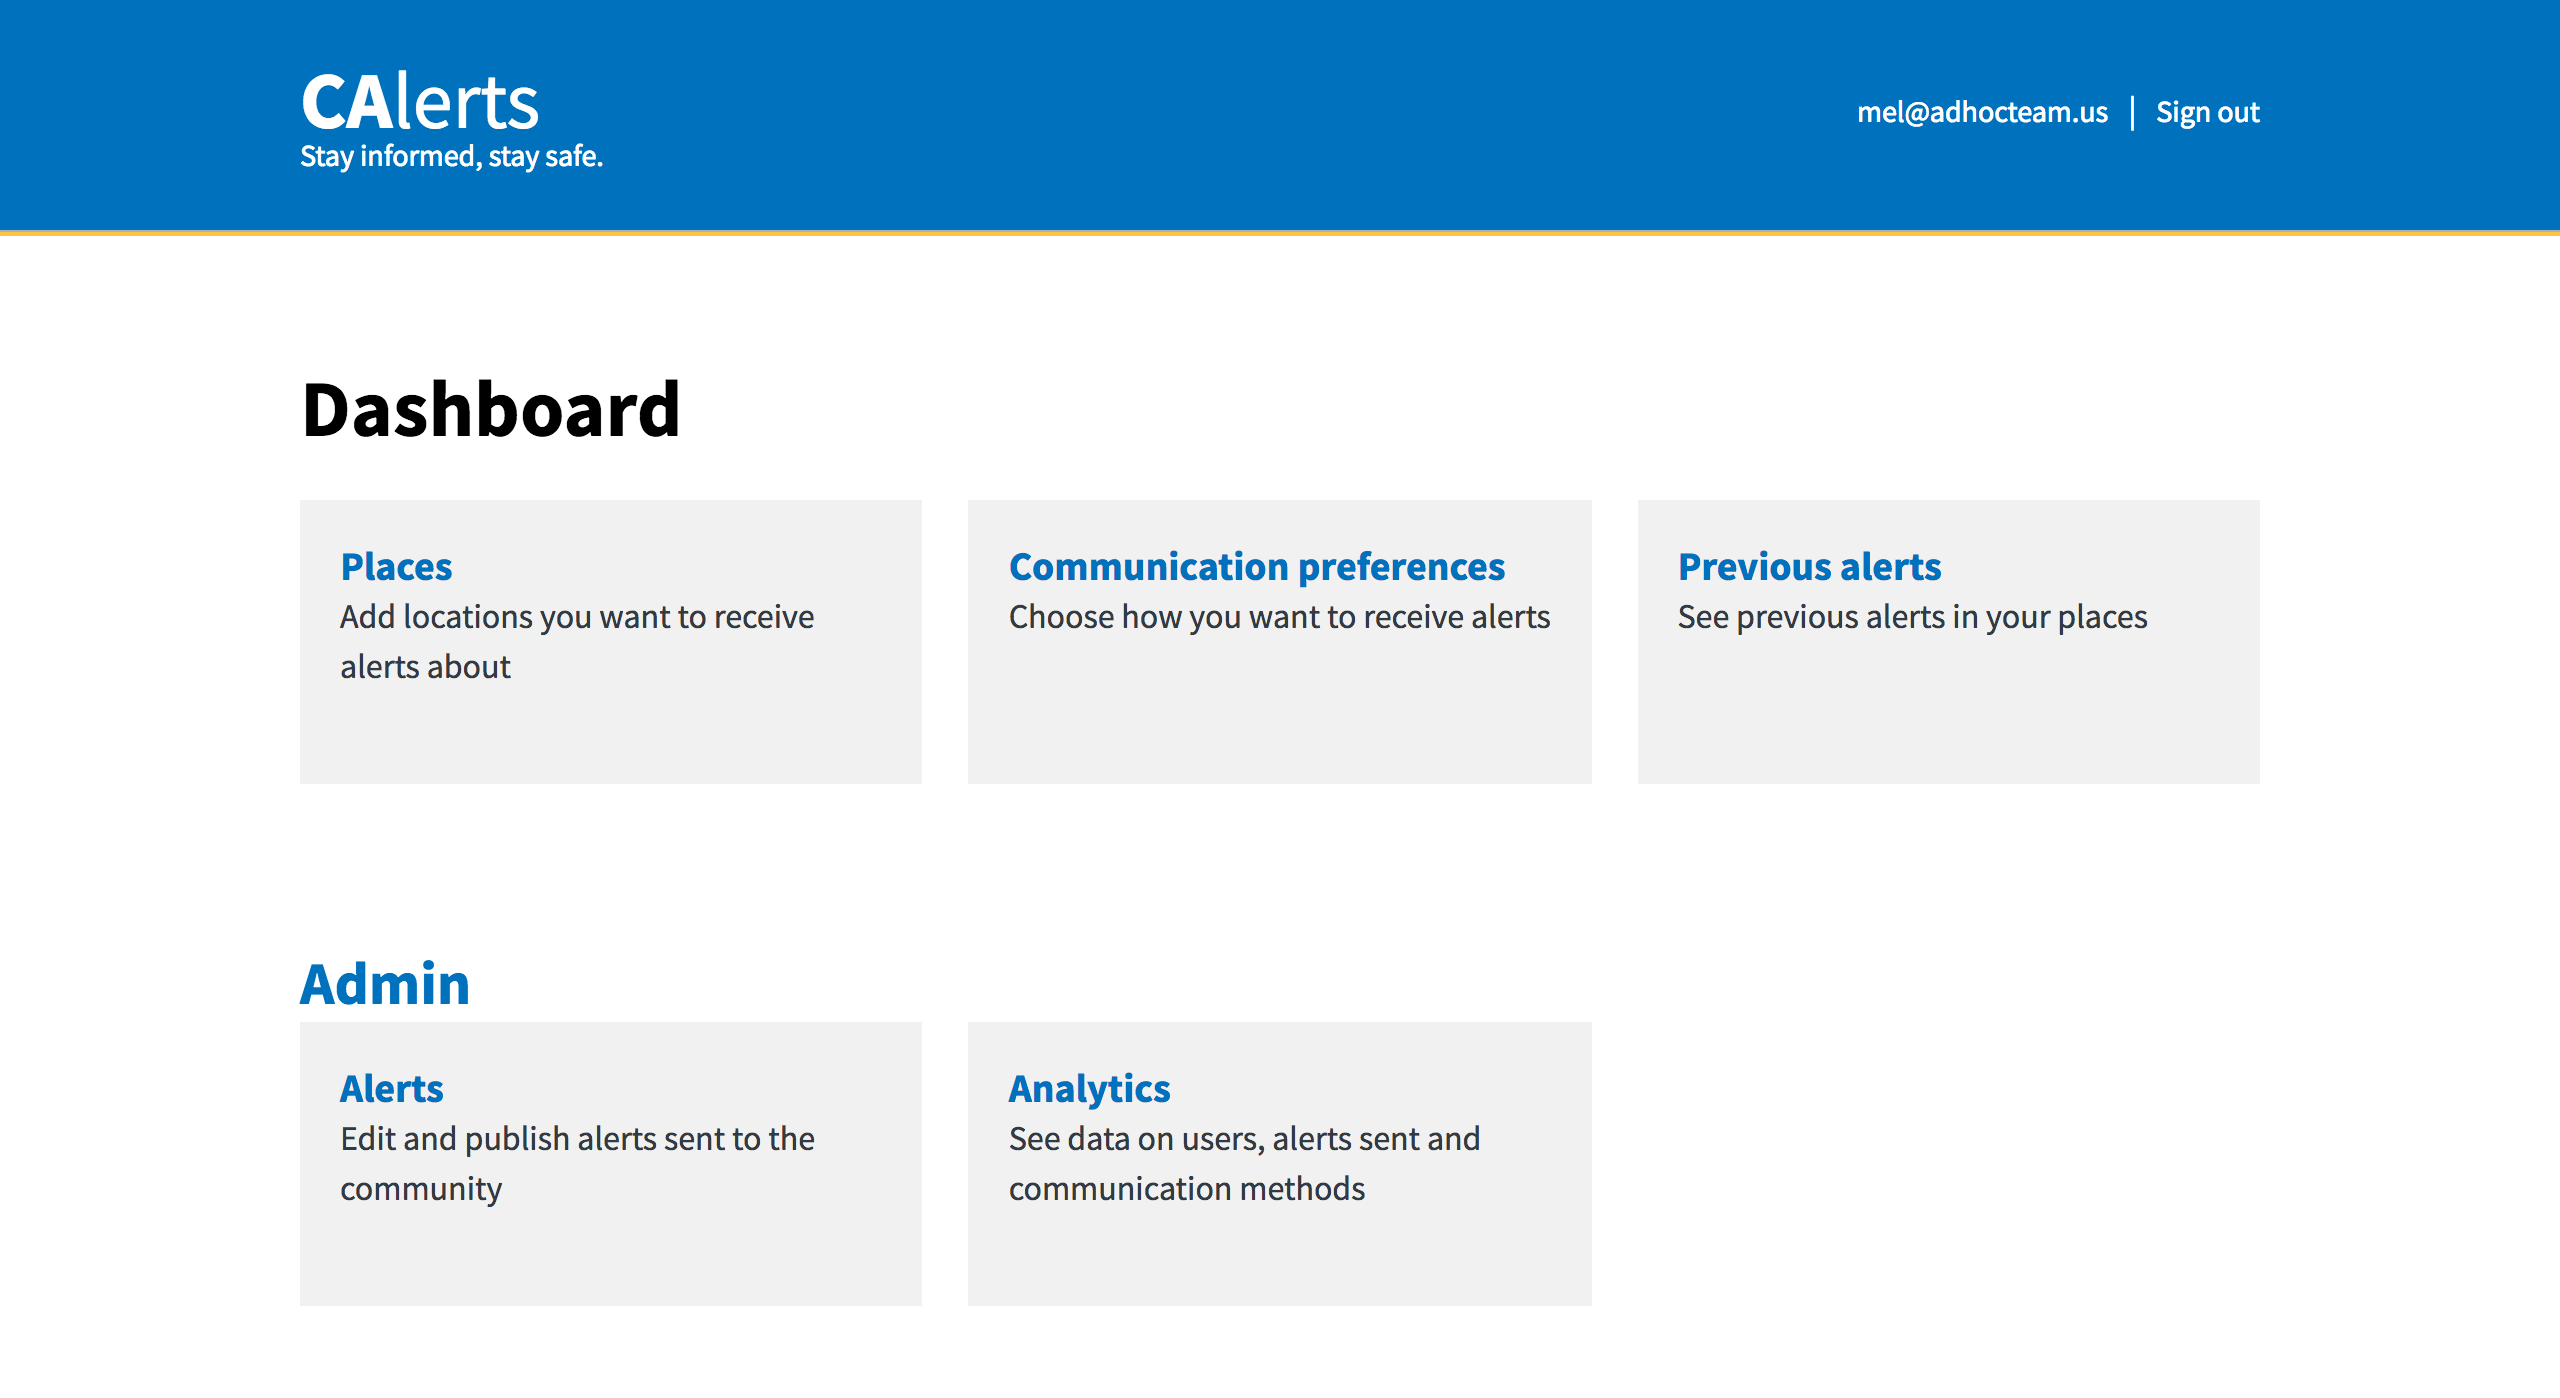 CAlerts
Stay informed, stay safe.
mel@adhocteam.us | Sign out
Dashboard
Places
Add locations you want to receive
alerts about
Communication preferences
Choose how you want to receive alerts
Previous alerts
See previous alerts in your places
Admin
Alerts
Edit and publish alerts sent to the
community
Analytics
See data on users, alerts sent and
communication methods